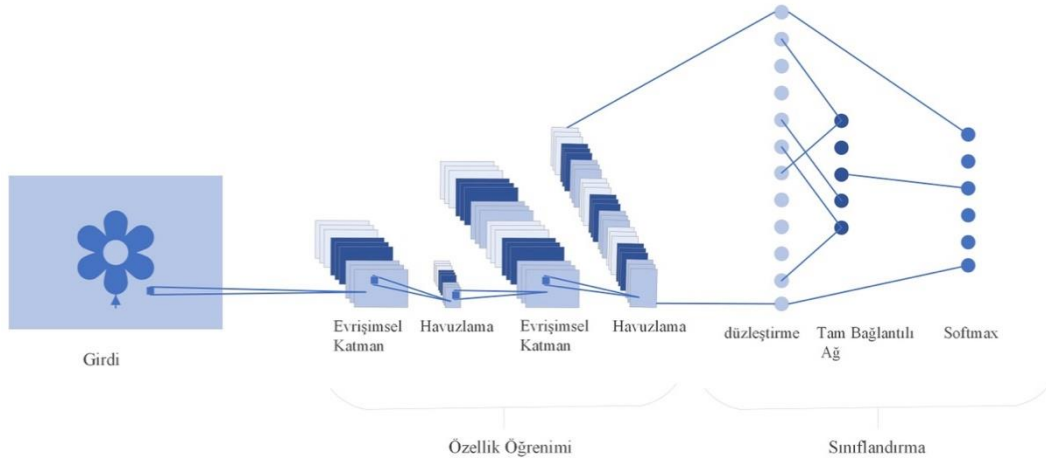 Girdi
Evrişimsel
Katman
Havuzlama
Evrişimsel
Katman
Havuzlama
düzleştirme
Tam Bağlantılı
Ağ
Softmax
Özellik Öğrenimi
Sınıflandırma